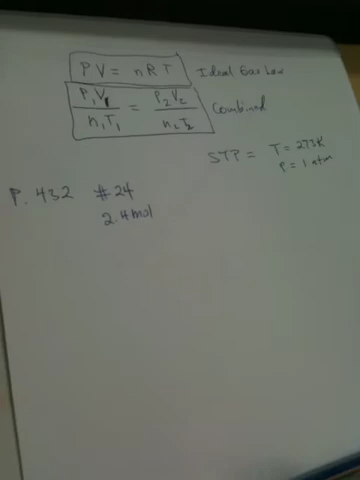 PV = nRT Ideal Gas Law
P₁V₁/n₁T₁ = P₂V₂/n₂T₂ Combined
STP = T = 273K
P = 1 atm
P. 432 #24
2.4 mol